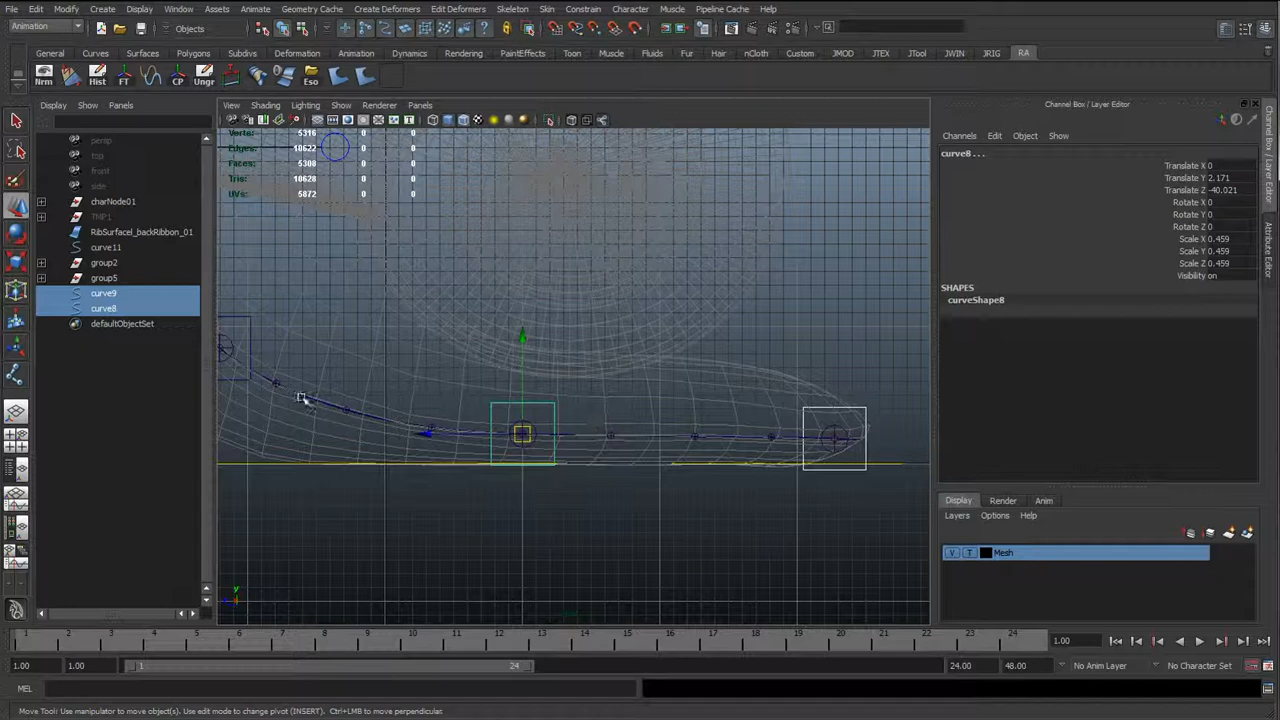 File Edit Modify Create Display Window Assets Animate Geometry Cache Create Deformers Edit Deformers Skeleton Skin Constrain Character Muscle Pipeline Cache Help
Animation Objects
General Curves Surfaces Polygons Subdivs Deformation Animation Dynamics Rendering PaintEffects Toon Muscle Fluids Fur Hair nCloth Custom JMOD JTEX JTool JWIN JRIG RA
Nrm Hist FT CP Ungr Eso
Display Show Panels
View Shading Lighting Show Renderer Panels
Channel Box / Layer Editor
persp
top
front
side
charNode01
TMP1
RibSurfaceI_backRibbon_01
curve11
group2
group5
curve9
curve8
defaultObjectSet
Verts: 5316 0 0
Edges: 10622 0 0
Faces: 5308 0 0
Tris: 10628 0 0
UVs: 5872 0 0
y
Channels Edit Object Show
curve8 . . .
Translate X 0
Translate Y 2.171
Translate Z -40.021
Rotate X 0
Rotate Y 0
Rotate Z 0
Scale X 0.459
Scale Y 0.459
Scale Z 0.459
Visibility on
SHAPES
curveShape8
Display Render Anim
Layers Options Help
V T Mesh
Channel Box / Layer Editor
Attribute Editor
1 2 3 4 5 6 7 8 9 10 11 12 13 14 15 16 17 18 19 20 21 22 23 24
1.00
1.00 1.00 1 24 24.00 48.00 No Anim Layer No Character Set
MEL
Move Tool: Use manipulator to move object(s). Use edit mode to change pivot (INSERT). Ctrl+LMB to move perpendicular.